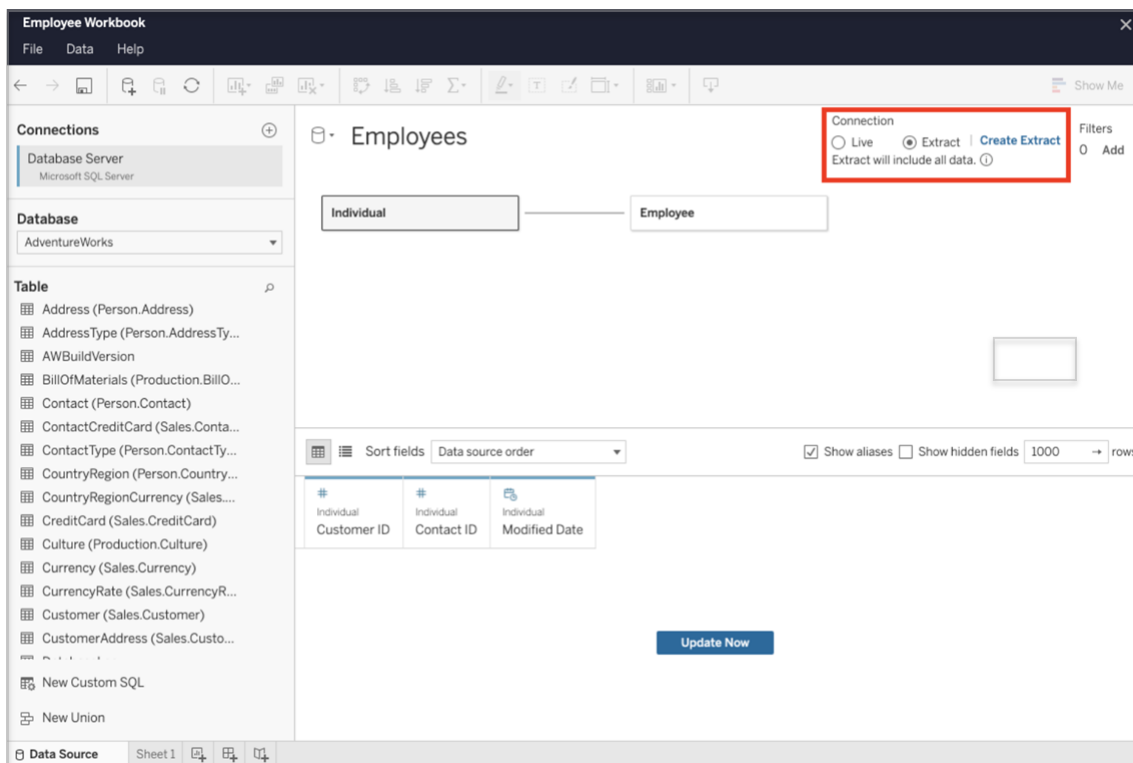 Employee Workbook
File Data Help
Show Me
Connections
Database Server
Microsoft SQL Server
Database
AdventureWorks
Table
Address (Person.Address)
AddressType (Person.AddressTy...
AWBuildVersion
BillOfMaterials (Production.BillO...
Contact (Person.Contact)
ContactCreditCard (Sales.Conta...
ContactType (Person.ContactTy...
CountryRegion (Person.Country...
CountryRegionCurrency (Sales....
CreditCard (Sales.CreditCard)
Culture (Production.Culture)
Currency (Sales.Currency)
CurrencyRate (Sales.CurrencyR...
Customer (Sales.Customer)
CustomerAddress (Sales.Custo...
New Custom SQL
New Union
Employees
Connection
Live Extract | Create Extract
Extract will include all data.
Filters
0 Add
Individual Employee
Sort fields Data source order Show aliases Show hidden fields 1000 → rows
Individual Individual Individual
Customer ID Contact ID Modified Date
Update Now
Data Source Sheet 1